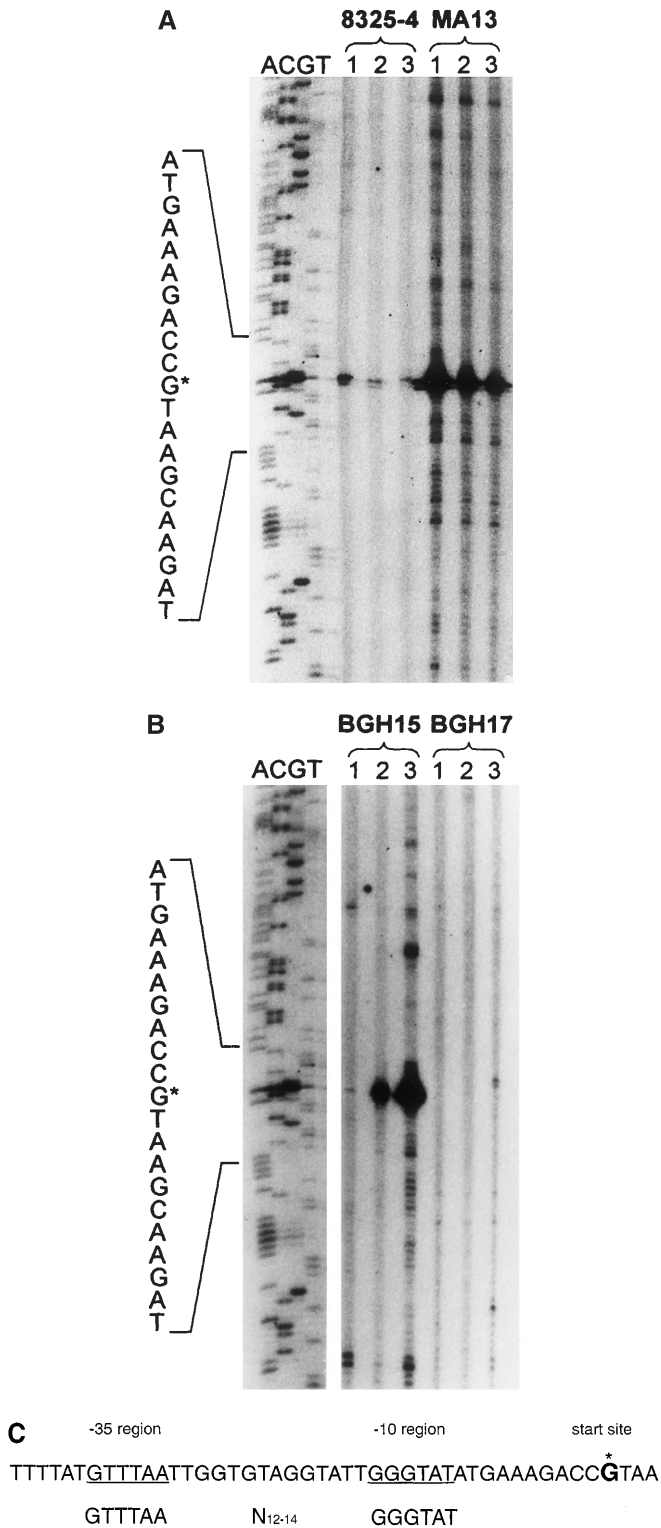 A
8325-4 MA13
ACGT 1 2 3 1 2 3
A
T
G
A
A
A
G
A
C
C
G*
T
A
A
G
C
A
A
G
A
T
B
BGH15 BGH17
ACGT 1 2 3 1 2 3
A
T
G
A
A
A
G
A
C
C
G*
T
A
A
G
C
A
A
G
A
T
C
-35 region -10 region start site
*
TTTTATGTTTAATTGGTGTAGGTATTGGGTATATGAAAGACCGTAA
GTTTAA N12-14 GGGTAT